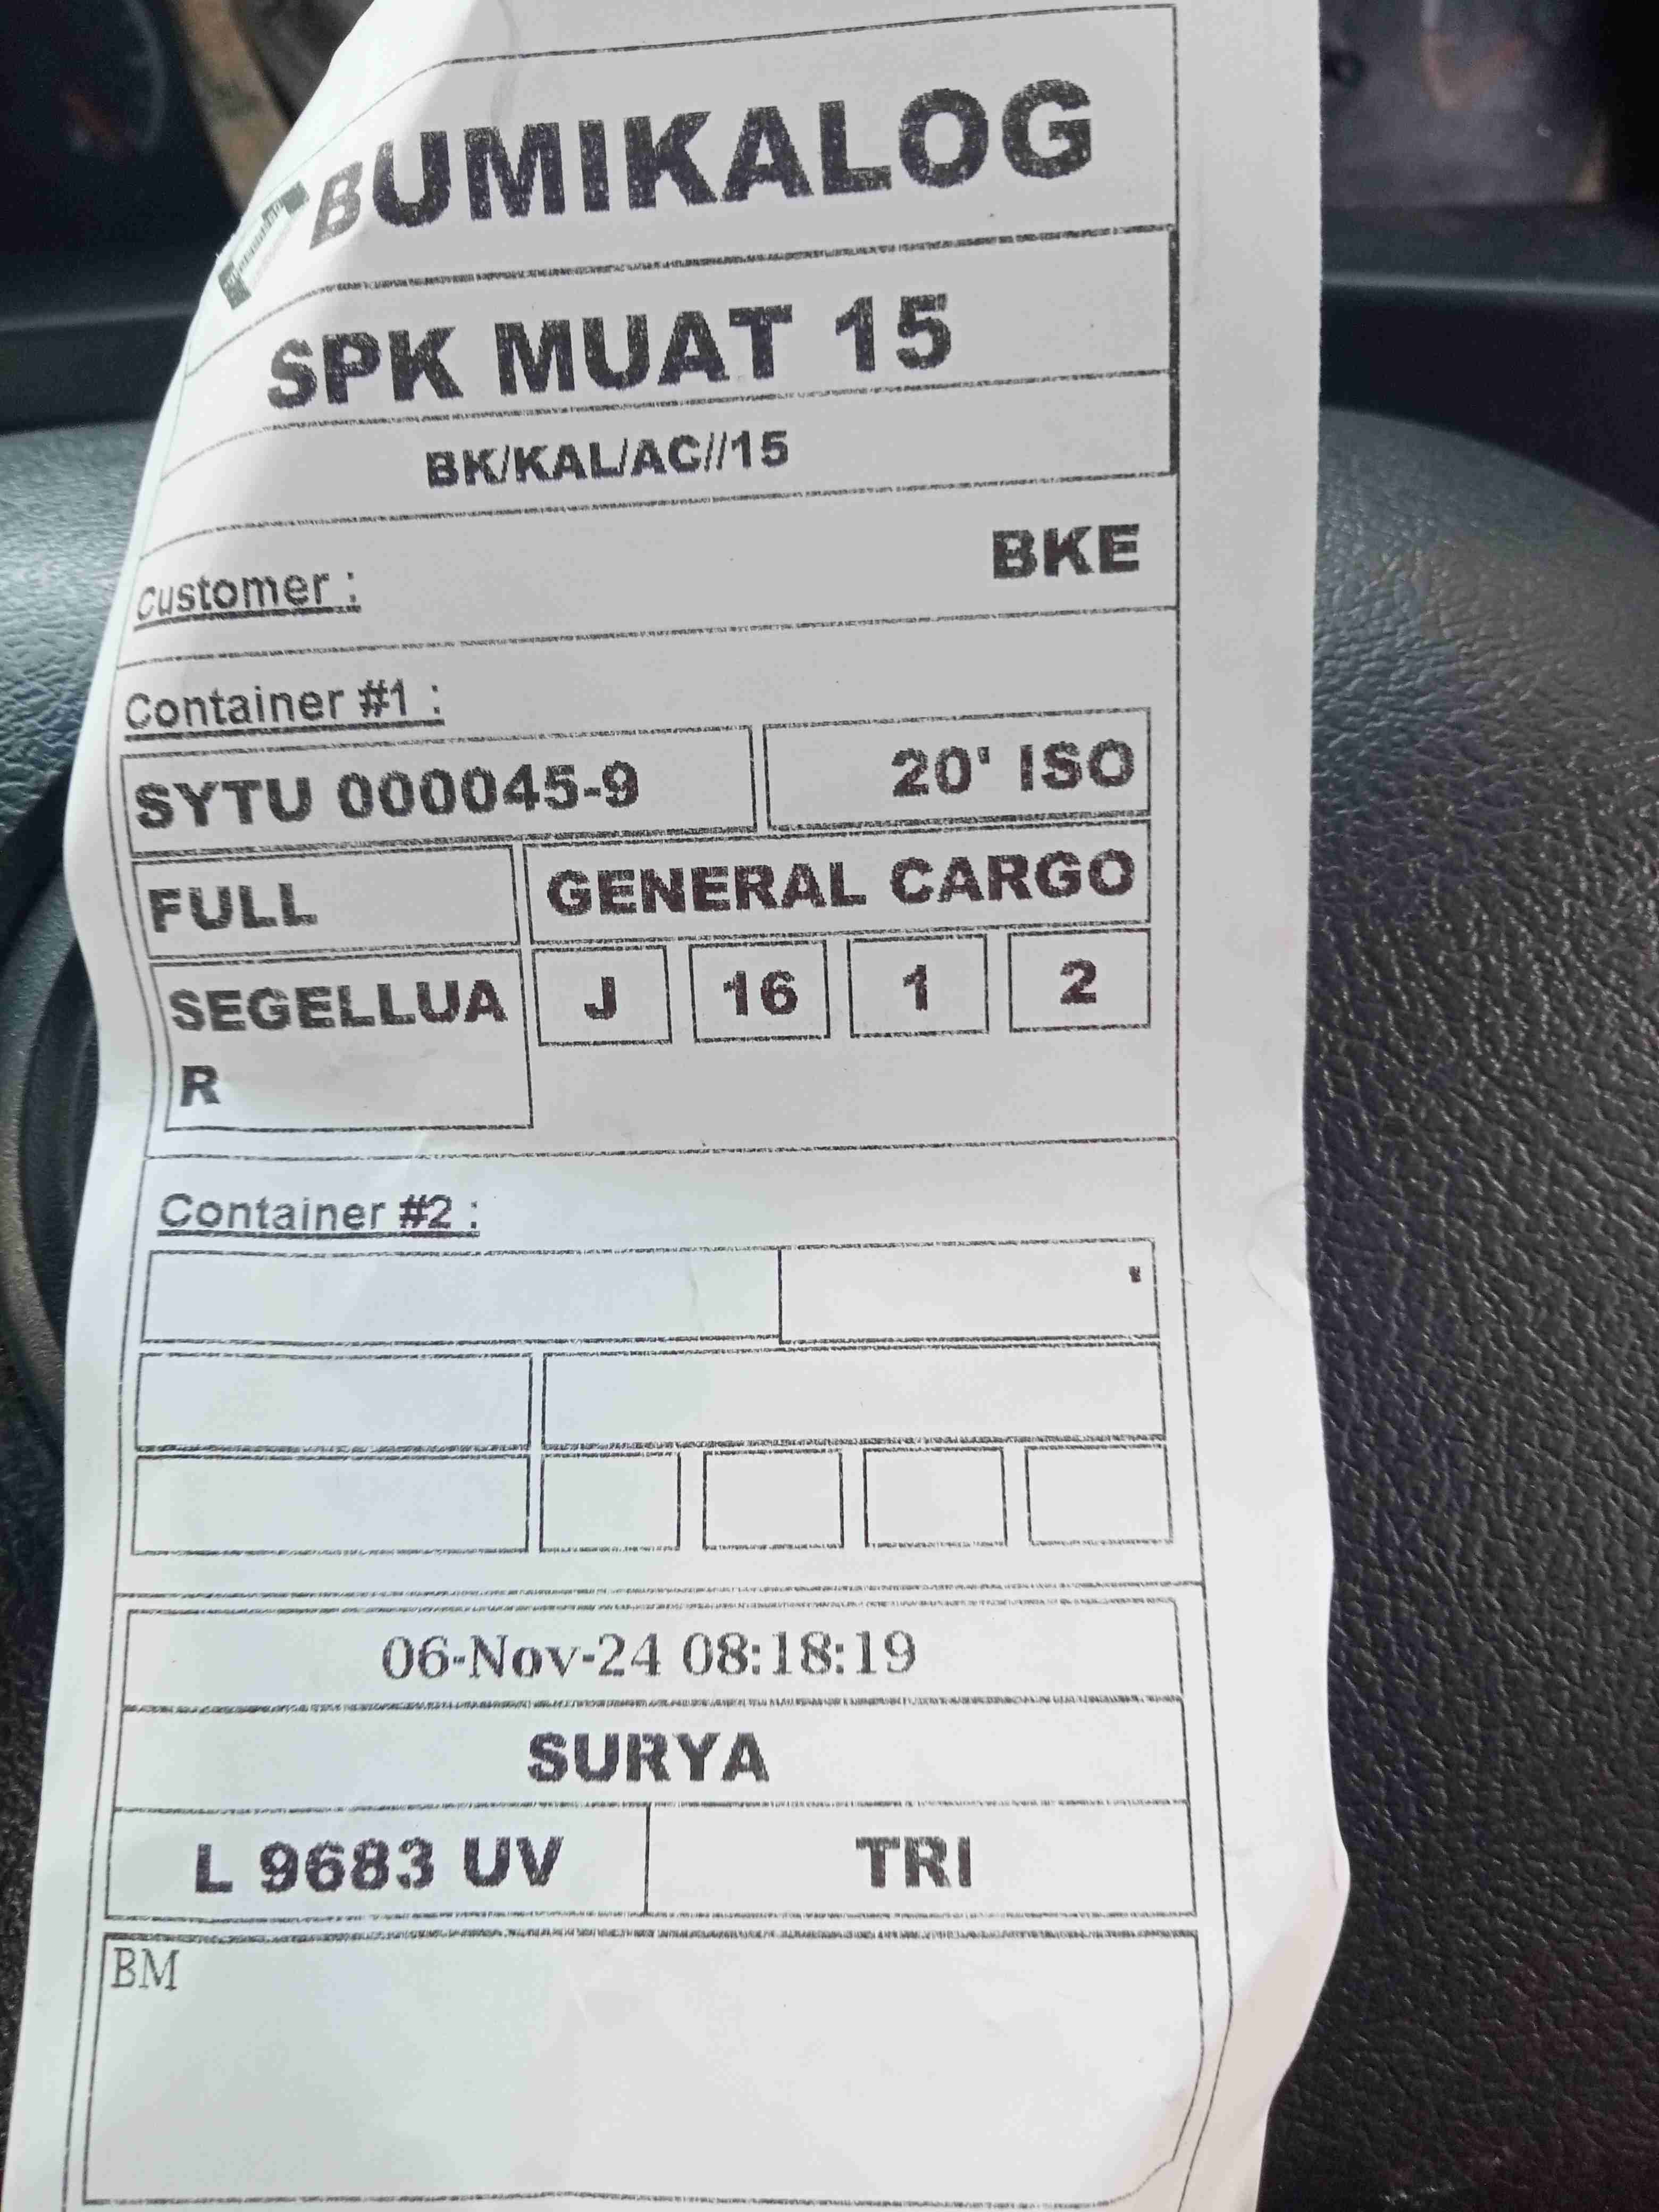 BUMIKALOG
SPK MUAT 15
BK/KAL/AC//15
Customer : BKE
Container #1 :
SYTU 000045-9 20' ISO
FULL GENERAL CARGO
SEGELLUA J 16 1 2
R
Container #2 :
'
06-Nov-24 08:18:19
SURYA
L 9683 UV TRI
BM